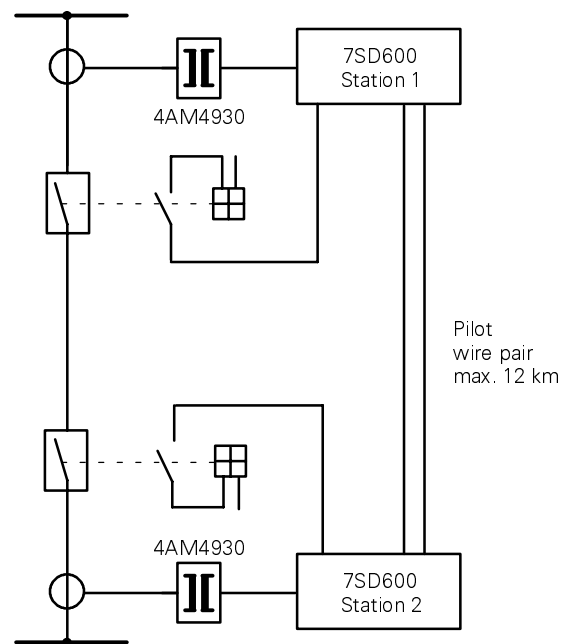 7SD600
Station 1
4AM4930
Pilot
wire pair
max. 12 km
4AM4930
7SD600
Station 2